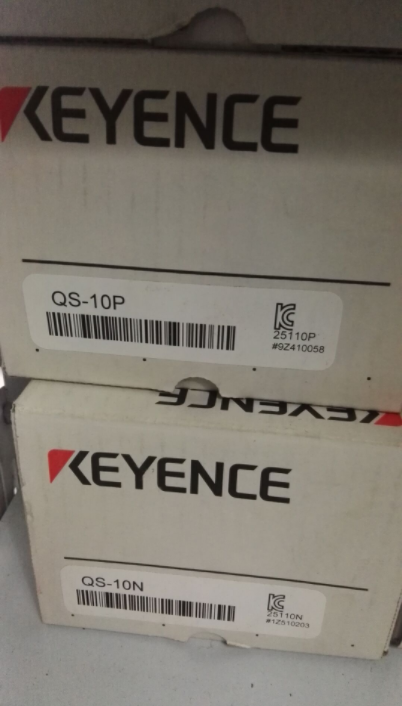 KEYENCE
QS-10P
25110P
#9Z410058
KEYENCE
KEYENCE
QS-10N
25110N
#1Z510203